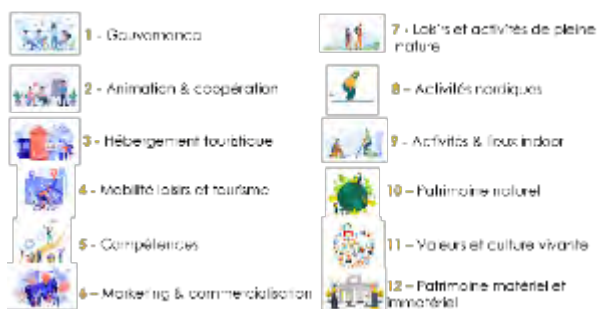 1 - Gouvernance
2 - Animation & coopération
3 - Hébergement touristique
4 - Mobilité loisirs et tourisme
5 - Compétences
6 – Marketing & commercialisation
7 - Loisirs et activités de pleine
nature
8 – Activités nordiques
9 - Activités & lieux indoor
10 – Patrimoine naturel
11 – Valeurs et culture vivante
12 – Patrimoine matériel et
immatériel